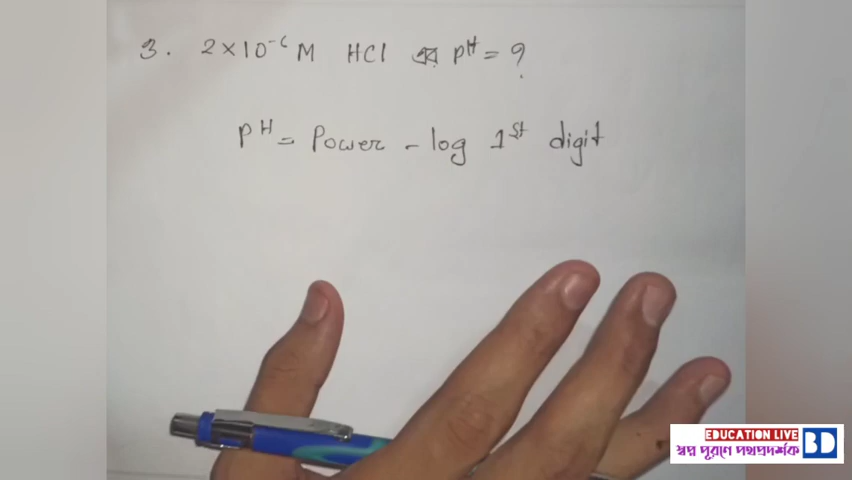 3. 2×10⁻⁶ M HCl এর pH = ?
pH = Power - log 1st digit
EDUCATION LIVE BD
স্বপ্ন পূরণে পথপ্রদর্শক